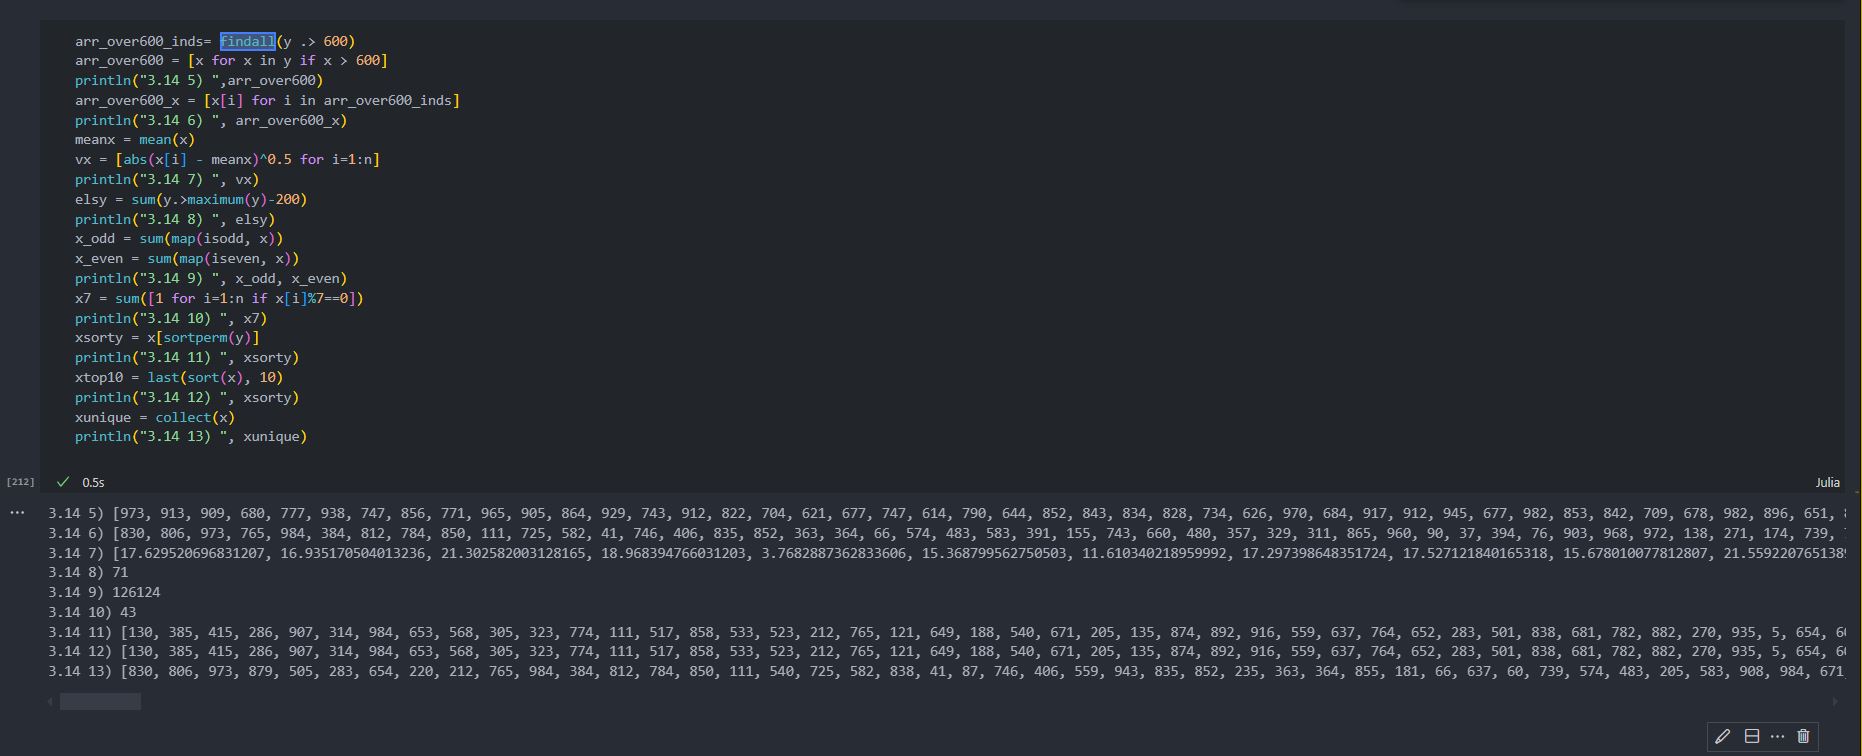 arr_over600_inds= findall(y .> 600)
arr_over600 = [x for x in y if x > 600]
println("3.14 5) ",arr_over600)
arr_over600_x = [x[i] for i in arr_over600_inds]
println("3.14 6) ", arr_over600_x)
meanx = mean(x)
vx = [abs(x[i] - meanx)^0.5 for i=1:n]
println("3.14 7) ", vx)
elsy = sum(y.>maximum(y)-200)
println("3.14 8) ", elsy)
x_odd = sum(map(isodd, x))
x_even = sum(map(iseven, x))
println("3.14 9) ", x_odd, x_even)
x7 = sum([1 for i=1:n if x[i]%7==0])
println("3.14 10) ", x7)
xsorty = x[sortperm(y)]
println("3.14 11) ", xsorty)
xtop10 = last(sort(x), 10)
println("3.14 12) ", xsorty)
xunique = collect(x)
println("3.14 13) ", xunique)
[212] 0.5s Julia
3.14 5) [973, 913, 909, 680, 777, 938, 747, 856, 771, 965, 905, 864, 929, 743, 912, 822, 704, 621, 677, 747, 614, 790, 644, 852, 843, 834, 828, 734, 626, 970, 684, 917, 912, 945, 677, 982, 853, 842, 709, 678, 982, 896, 651,
3.14 6) [830, 806, 973, 765, 984, 384, 812, 784, 850, 111, 725, 582, 41, 746, 406, 835, 852, 363, 364, 66, 574, 483, 583, 391, 155, 743, 660, 480, 357, 329, 311, 865, 960, 90, 37, 394, 76, 903, 968, 972, 138, 271, 174, 739,
3.14 7) [17.629520696831207, 16.935170504013236, 21.302582003128165, 18.968394766031203, 3.7682887362833606, 15.368799562750503, 11.610340218959992, 17.297398648351724, 17.527121840165318, 15.678010077812807, 21.5592207651389
3.14 8) 71
3.14 9) 126124
3.14 10) 43
3.14 11) [130, 385, 415, 286, 907, 314, 984, 653, 568, 305, 323, 774, 111, 517, 858, 533, 523, 212, 765, 121, 649, 188, 540, 671, 205, 135, 874, 892, 916, 559, 637, 764, 652, 283, 501, 838, 681, 782, 882, 270, 935, 5, 654,
3.14 12) [130, 385, 415, 286, 907, 314, 984, 653, 568, 305, 323, 774, 111, 517, 858, 533, 523, 212, 765, 121, 649, 188, 540, 671, 205, 135, 874, 892, 916, 559, 637, 764, 652, 283, 501, 838, 681, 782, 882, 270, 935, 5, 654,
3.14 13) [830, 806, 973, 879, 505, 283, 654, 220, 212, 765, 984, 384, 812, 784, 850, 111, 540, 725, 582, 838, 41, 87, 746, 406, 559, 943, 835, 852, 235, 363, 364, 855, 181, 66, 637, 60, 739, 574, 483, 205, 583, 908, 984, 671,